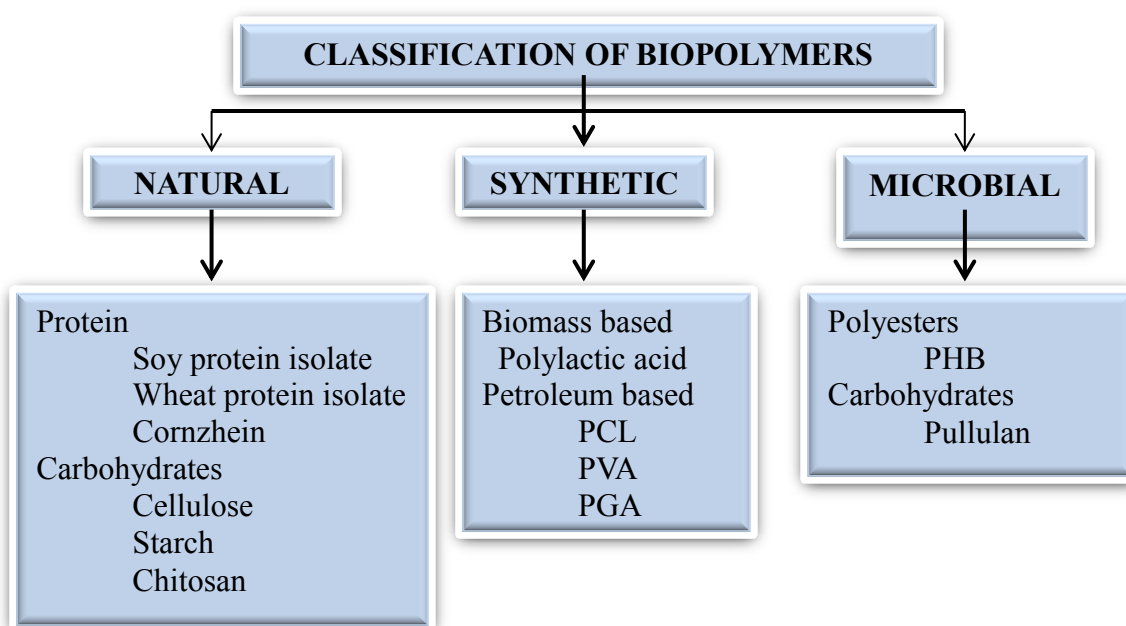 CLASSIFICATION OF BIOPOLYMERS
NATURAL
SYNTHETIC
MICROBIAL
Protein
Soy protein isolate
Wheat protein isolate
Cornzhein
Carbohydrates
Cellulose
Starch
Chitosan
Biomass based
Polylactic acid
Petroleum based
PCL
PVA
PGA
Polyesters
PHB
Carbohydrates
Pullulan